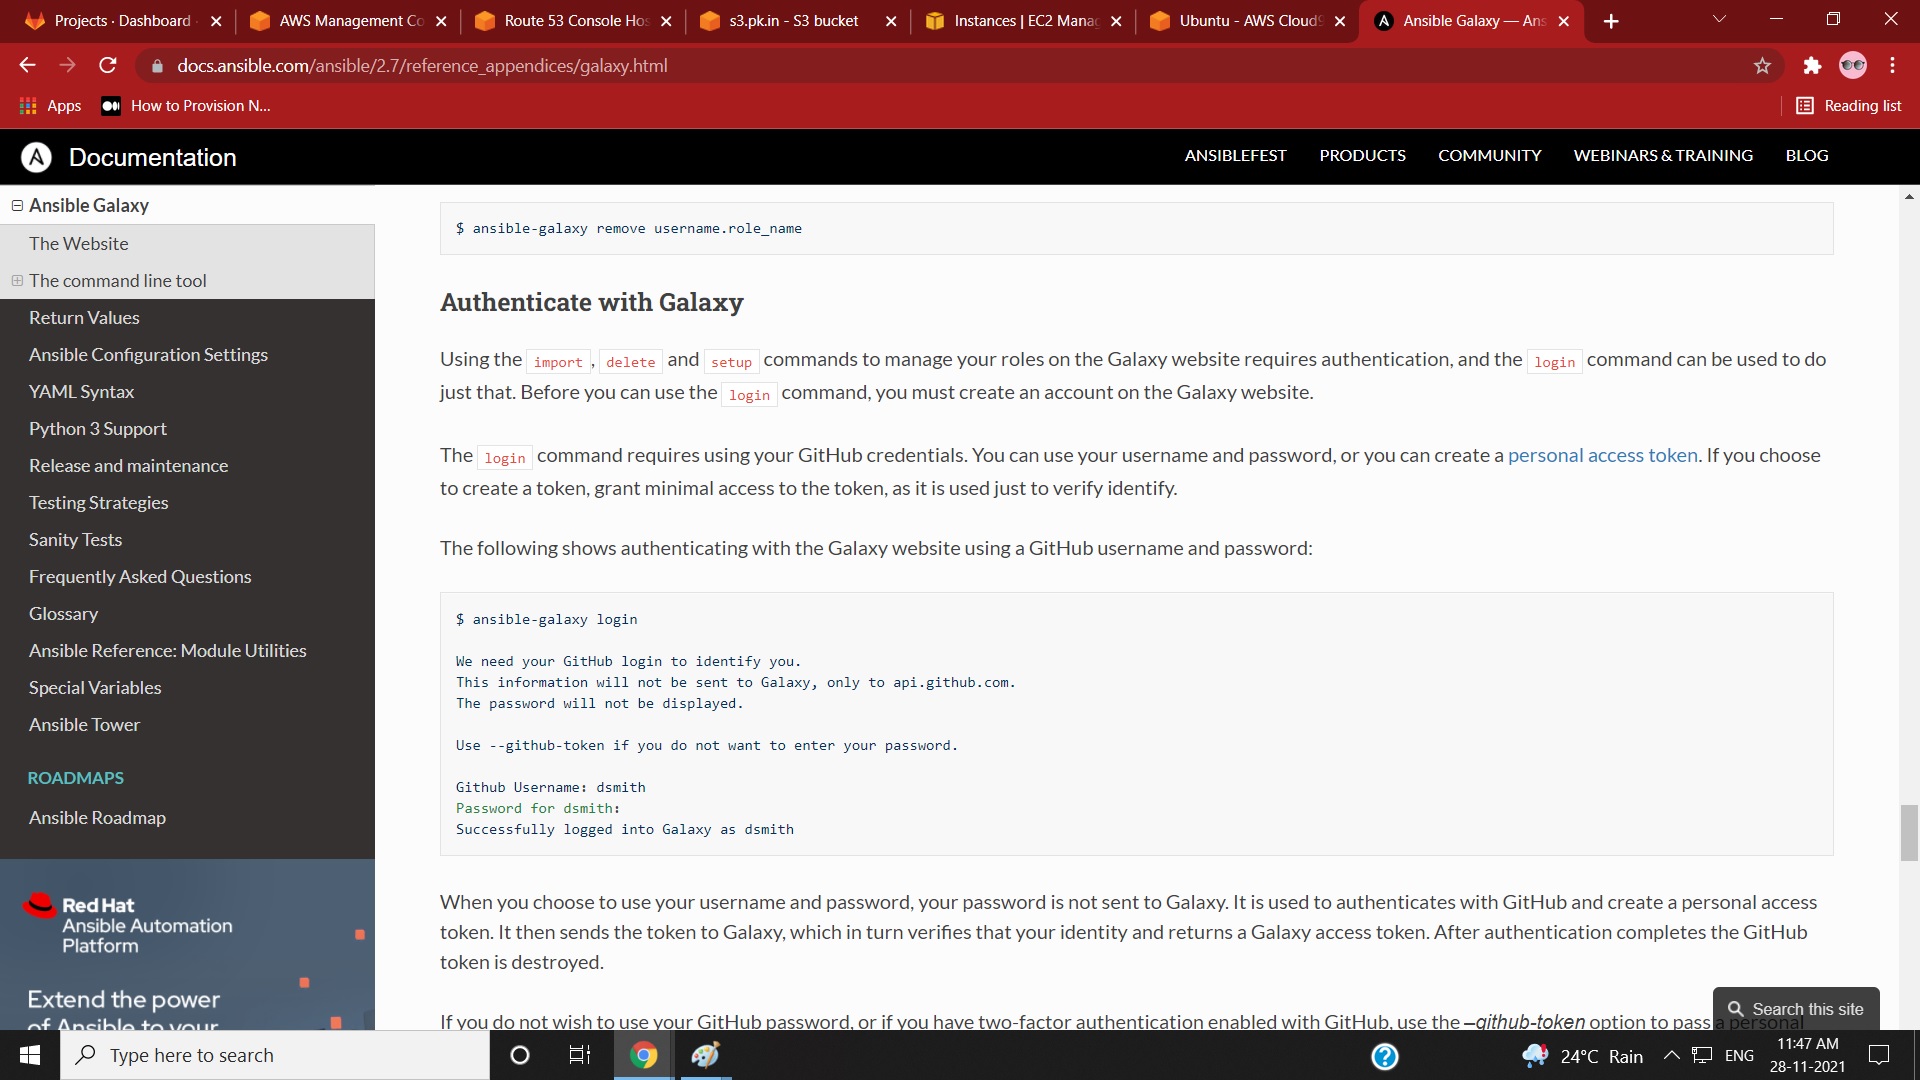 Projects · Dashboard
AWS Management Co
Route 53 Console Hos
s3.pk.in - S3 bucket
Instances | EC2 Manag
Ubuntu - AWS Cloud9
Ansible Galaxy — Ans
docs.ansible.com/ansible/2.7/reference_appendices/galaxy.html
Apps
How to Provision N...
Reading list
Documentation
ANSIBLEFEST PRODUCTS COMMUNITY WEBINARS & TRAINING BLOG
Ansible Galaxy
The Website
The command line tool
Return Values
Ansible Configuration Settings
YAML Syntax
Python 3 Support
Release and maintenance
Testing Strategies
Sanity Tests
Frequently Asked Questions
Glossary
Ansible Reference: Module Utilities
Special Variables
Ansible Tower
ROADMAPS
Ansible Roadmap
Red Hat
Ansible Automation
Platform
Extend the power
of Ansible to your
$ ansible-galaxy remove username.role_name
Authenticate with Galaxy
Using the import, delete and setup commands to manage your roles on the Galaxy website requires authentication, and the login command can be used to do
just that. Before you can use the login command, you must create an account on the Galaxy website.
The login command requires using your GitHub credentials. You can use your username and password, or you can create a personal access token. If you choose
to create a token, grant minimal access to the token, as it is used just to verify identify.
The following shows authenticating with the Galaxy website using a GitHub username and password:
$ ansible-galaxy login
We need your GitHub login to identify you.
This information will not be sent to Galaxy, only to api.github.com.
The password will not be displayed.
Use --github-token if you do not want to enter your password.
Github Username: dsmith
Password for dsmith:
Successfully logged into Galaxy as dsmith
When you choose to use your username and password, your password is not sent to Galaxy. It is used to authenticates with GitHub and create a personal access
token. It then sends the token to Galaxy, which in turn verifies that your identity and returns a Galaxy access token. After authentication completes the GitHub
token is destroyed.
If you do not wish to use your GitHub password, or if you have two-factor authentication enabled with GitHub, use the –github-token option to pass a personal
Search this site
Type here to search
24°C Rain
ENG
11:47 AM
28-11-2021